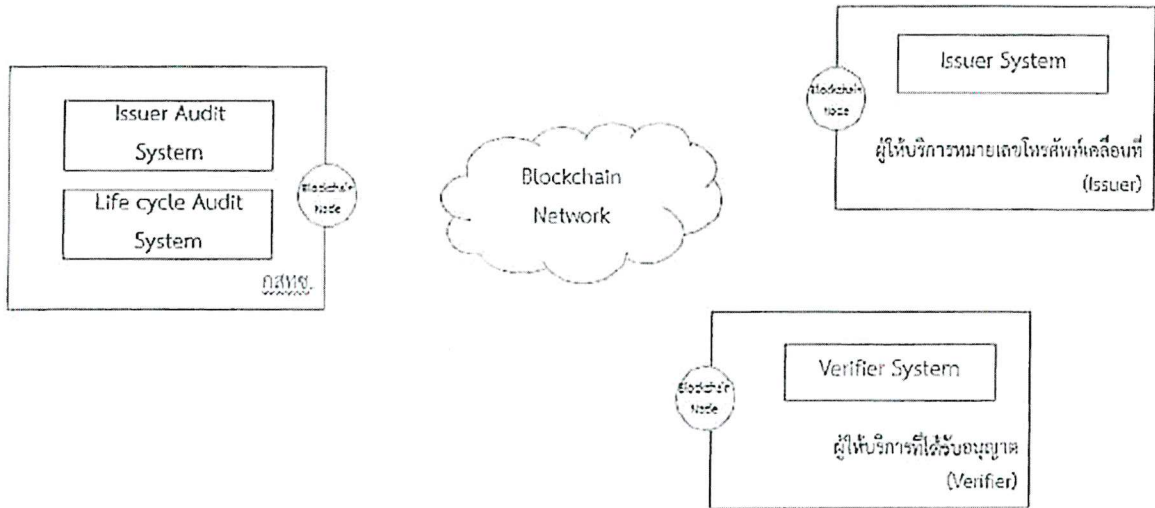 Issuer Audit
System
Life cycle Audit
System
Blockchain
Node
กสทช.
Blockchain
Network
Issuer System
Blockchain
Node
ผู้ให้บริการหมายเลขโทรศัพท์เคลื่อนที่
(Issuer)
Verifier System
Blockchain
Node
ผู้ให้บริการที่ได้รับอนุญาต
(Verifier)